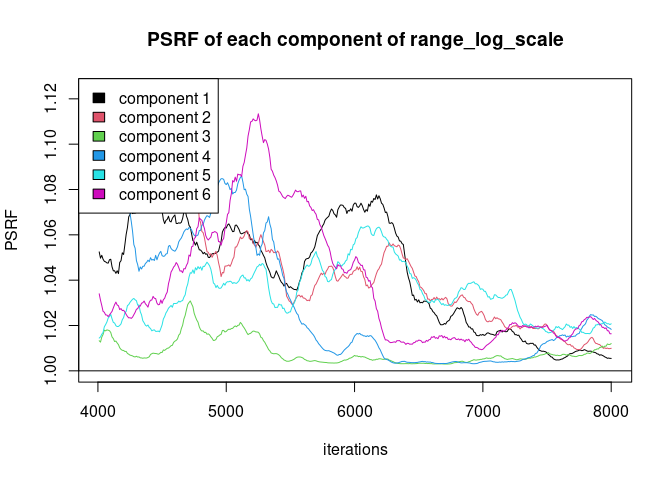 PSRF of each component of range_log_scale
component 1
component 2
component 3
component 4
component 5
component 6
PSRF
1.12
1.10
1.08
1.06
1.04
1.02
1.00
4000 5000 6000 7000 8000
iterations